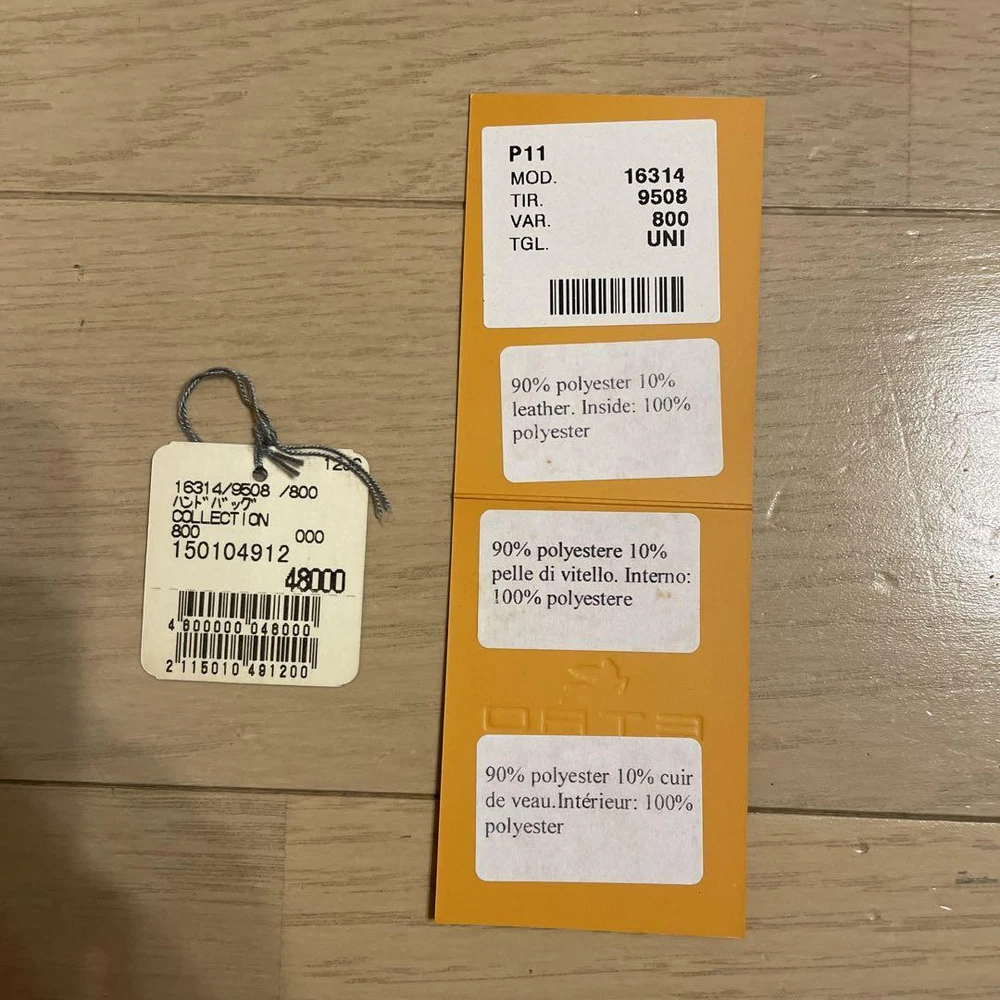 16314/9508 /800
ハンドバッグ
COLLECTION
800 000
150104912
48000
4 800000 048000
2 115010 491200
P11
MOD. 16314
TIR. 9508
VAR. 800
TGL. UNI
90% polyester 10%
leather. Inside: 100%
polyester
90% polyestere 10%
pelle di vitello. Interno:
100% polyestere
ETRO
90% polyester 10% cuir
de veau.Intérieur: 100%
polyester